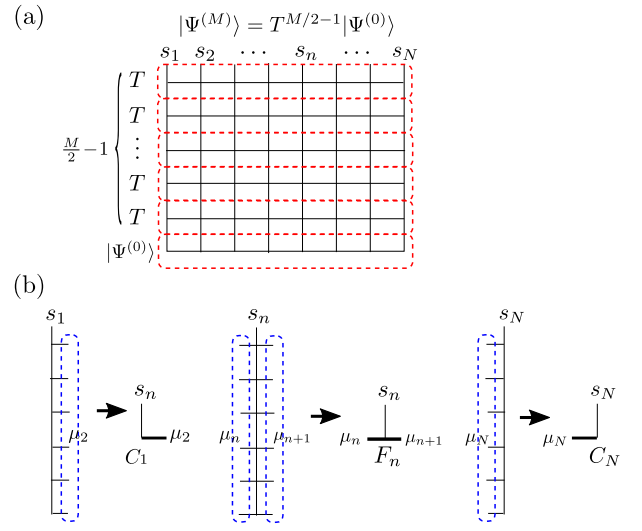 (a)
|Ψ^(M)⟩ = T^{M/2−1}|Ψ^(0)⟩
s_1 s_2 ⋯ s_n ⋯ s_N
T
T
M/2 −1 ⋮
T
T
|Ψ^(0)⟩
(b)
s_1 s_n s_N
s_n s_n s_N
μ_2 μ_2 μ_n μ_{n+1} μ_n μ_{n+1} μ_N μ_N
C_1 F_n C_N